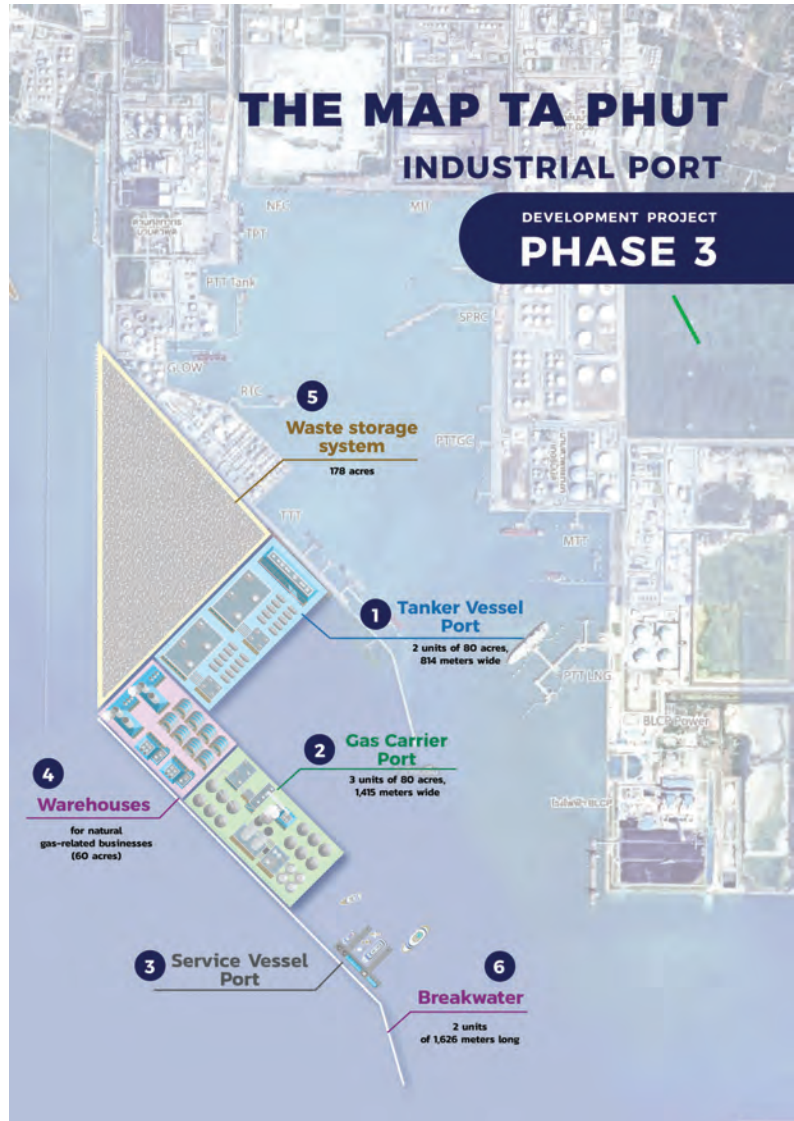 THE MAP TA PHUT
INDUSTRIAL PORT
DEVELOPMENT PROJECT
PHASE 3
NFC
MIT
TPT
PTT Tank
SPRC
GLOW
RTC
5
Waste storage
system
178 acres
PTTGC
TTT
MTT
1
Tanker Vessel
Port
2 units of 80 acres,
814 meters wide
PTT LNG
BLCP Power
2
Gas Carrier
Port
3 units of 80 acres,
1,415 meters wide
4
Warehouses
for natural
gas-related businesses
(60 acres)
3
Service Vessel
Port
6
Breakwater
2 units
of 1,626 meters long